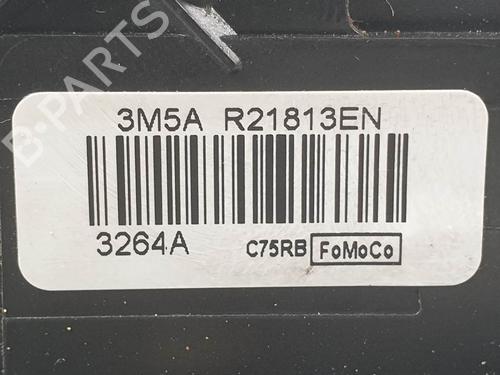 B-PARTS
3M5A R21813EN
3264A C75RB FoMoCo